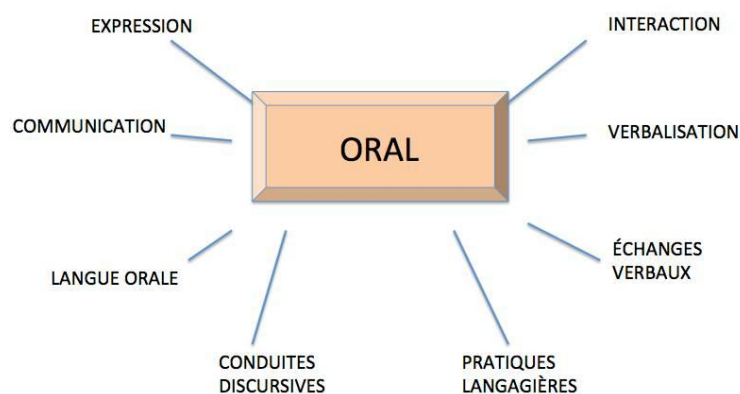 EXPRESSION
INTERACTION
COMMUNICATION
ORAL
VERBALISATION
LANGUE ORALE
ÉCHANGES
VERBAUX
CONDUITES
DISCURSIVES
PRATIQUES
LANGAGIÈRES